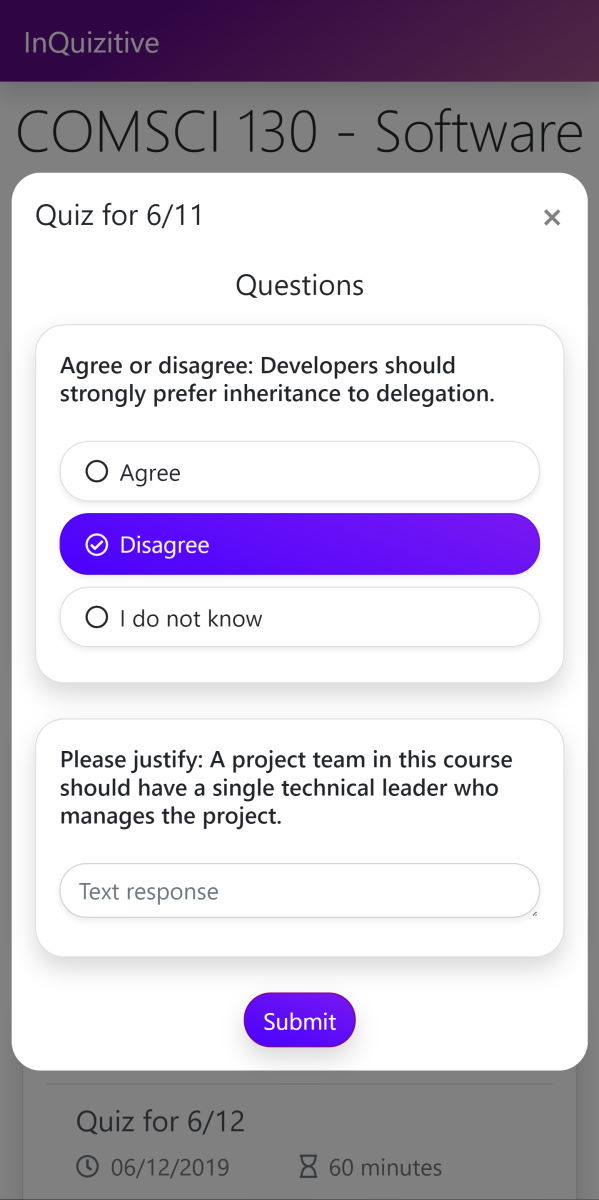 InQuizitive
COMSCI 130 - Software
Quiz for 6/11
×
Questions
Agree or disagree: Developers should
strongly prefer inheritance to delegation.
Agree
Disagree
I do not know
Please justify: A project team in this course
should have a single technical leader who
manages the project.
Text response
Submit
Quiz for 6/12
06/12/2019 60 minutes